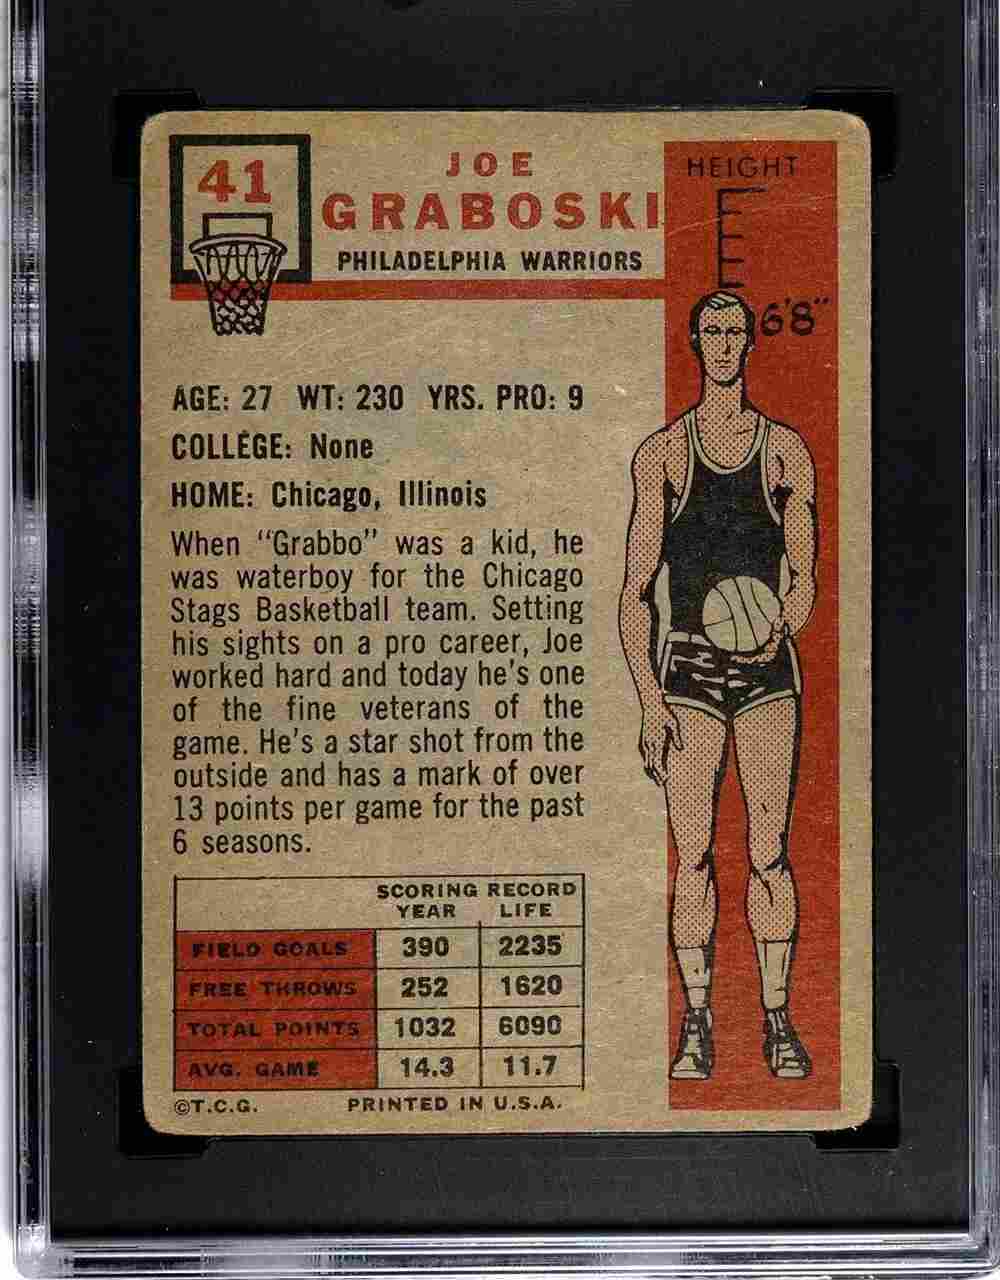 41
JOE
GRABOSKI
PHILADELPHIA WARRIORS
HEIGHT
6'8"
AGE: 27 WT: 230 YRS. PRO: 9
COLLEGE: None
HOME: Chicago, Illinois
When "Grabbo" was a kid, he
was waterboy for the Chicago
Stags Basketball team. Setting
his sights on a pro career, Joe
worked hard and today he's one
of the fine veterans of the
game. He's a star shot from the
outside and has a mark of over
13 points per game for the past
6 seasons.
SCORING RECORD
YEAR LIFE
FIELD GOALS 390 2235
FREE THROWS 252 1620
TOTAL POINTS 1032 6090
AVG. GAME 14.3 11.7
©T.C.G. PRINTED IN U.S.A.